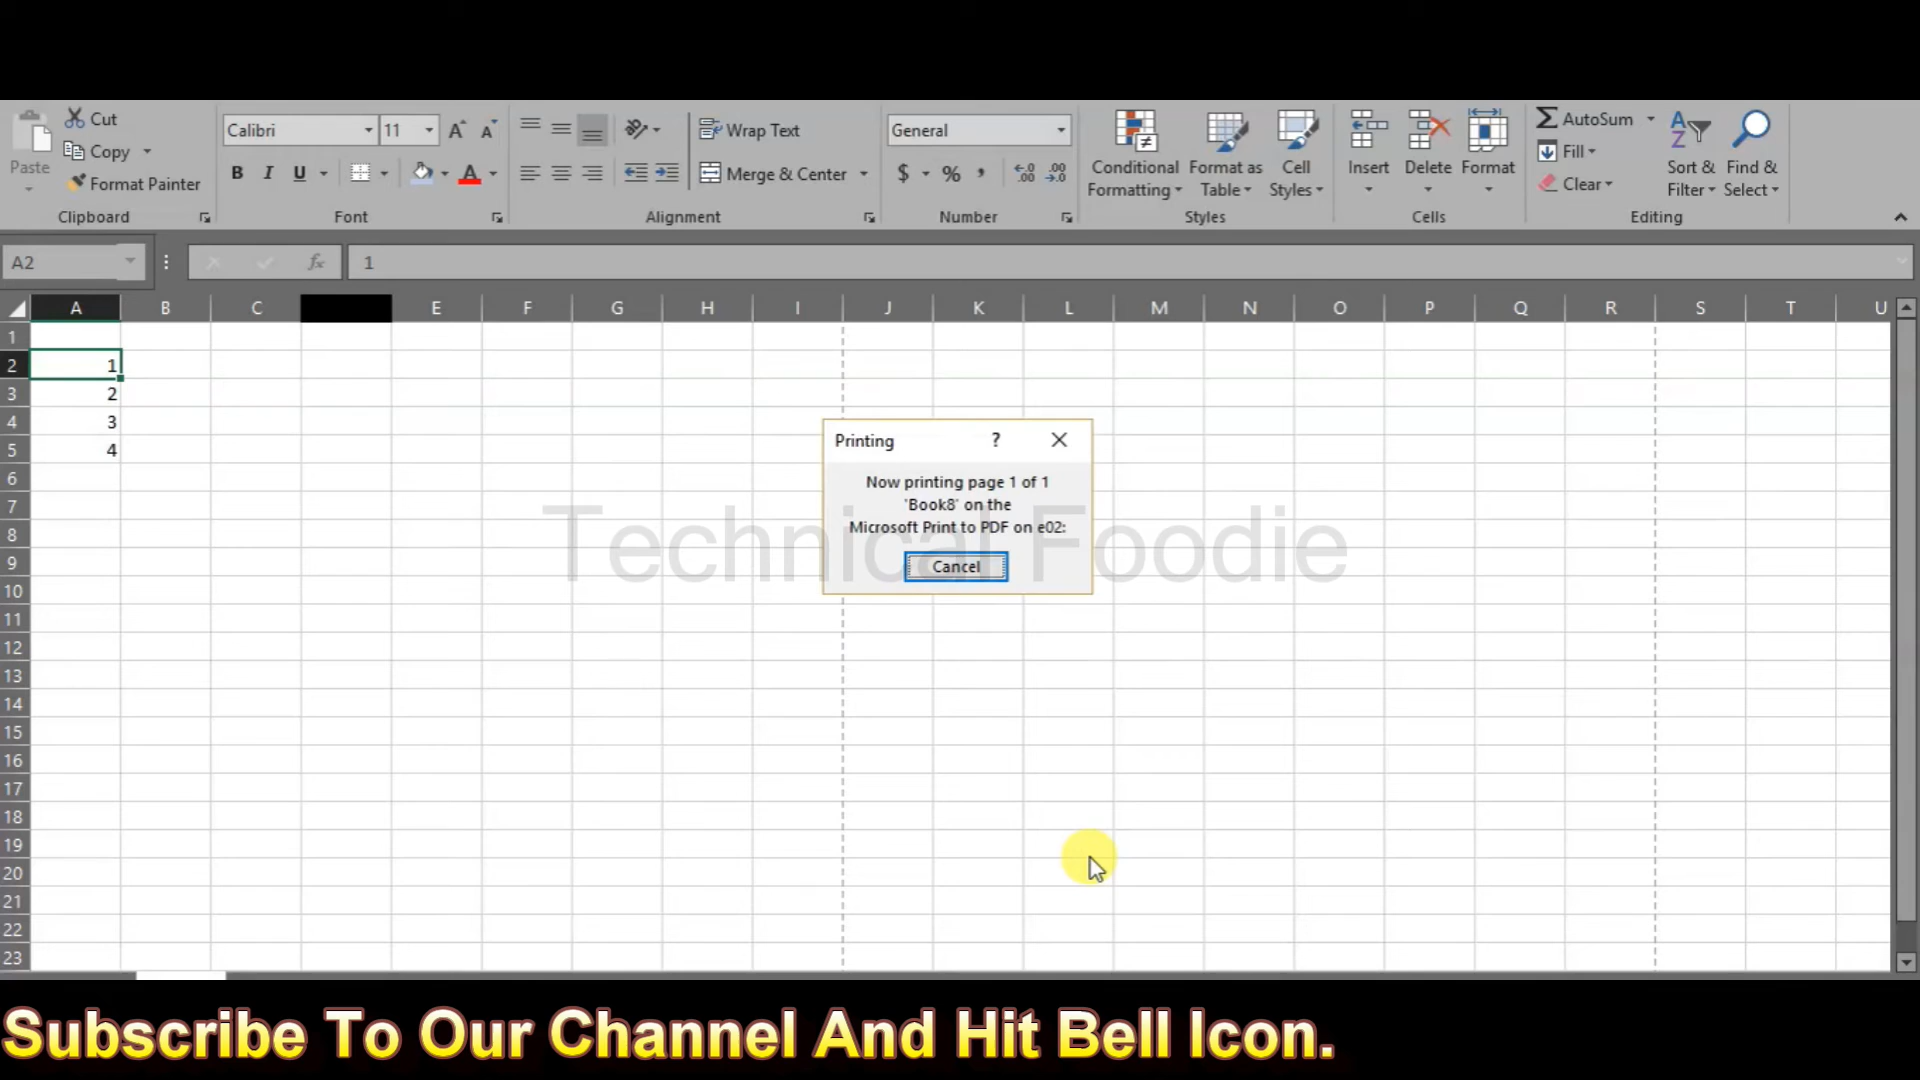 Cut
Copy
Format Painter
Paste
Clipboard
Calibri
11
B I U
A
Font
Wrap Text
Merge & Center
Alignment
General
$ % ,
Number
Conditional
Formatting
Format as
Table
Cell
Styles
Styles
Insert
Delete
Format
Cells
AutoSum
Fill
Clear
Sort &
Filter
Find &
Select
Editing
A2
fx
1
A B C E F G H I J K L M N O P Q R S T U
1
2 1
3 2
4 3
5 4
6
7
8
9
10
11
12
13
14
15
16
17
18
19
20
21
22
23
Printing ?
Now printing page 1 of 1
'Book8' on the
Microsoft Print to PDF on e02:
Cancel
Technical Foodie
Subscribe To Our Channel And Hit Bell Icon.